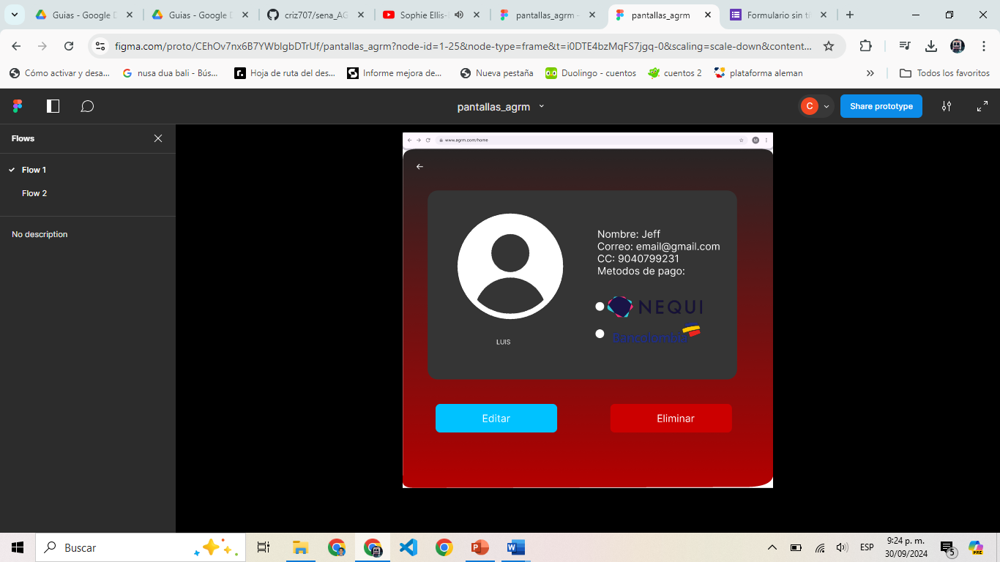 Guias - Google D
Guias - Google D
criz707/sena_AG
Sophie Ellis-
pantallas_agrm -
pantallas_agrm
Formulario sin tí
figma.com/proto/CEhOv7nx6B7YWbIgbDTrUf/pantallas_agrm?node-id=1-25&node-type=frame&t=i0DTE4bzMqFS7jgq-0&scaling=scale-down&content...
Cómo activar y desa...
nusa dua bali - Bús...
Hoja de ruta del des...
Informe mejora de...
Nueva pestaña
Duolingo - cuentos
cuentos 2
plataforma aleman
Todos los favoritos
pantallas_agrm
C
Share prototype
Flows
Flow 1
Flow 2
No description
www.agrm.com/home
M
Nombre: Jeff
Correo: email@gmail.com
CC: 9040799231
Metodos de pago:
NEQUI
Bancolombia
LUIS
Editar
Eliminar
Buscar
ESP
9:24 p. m.
30/09/2024
5
PRE